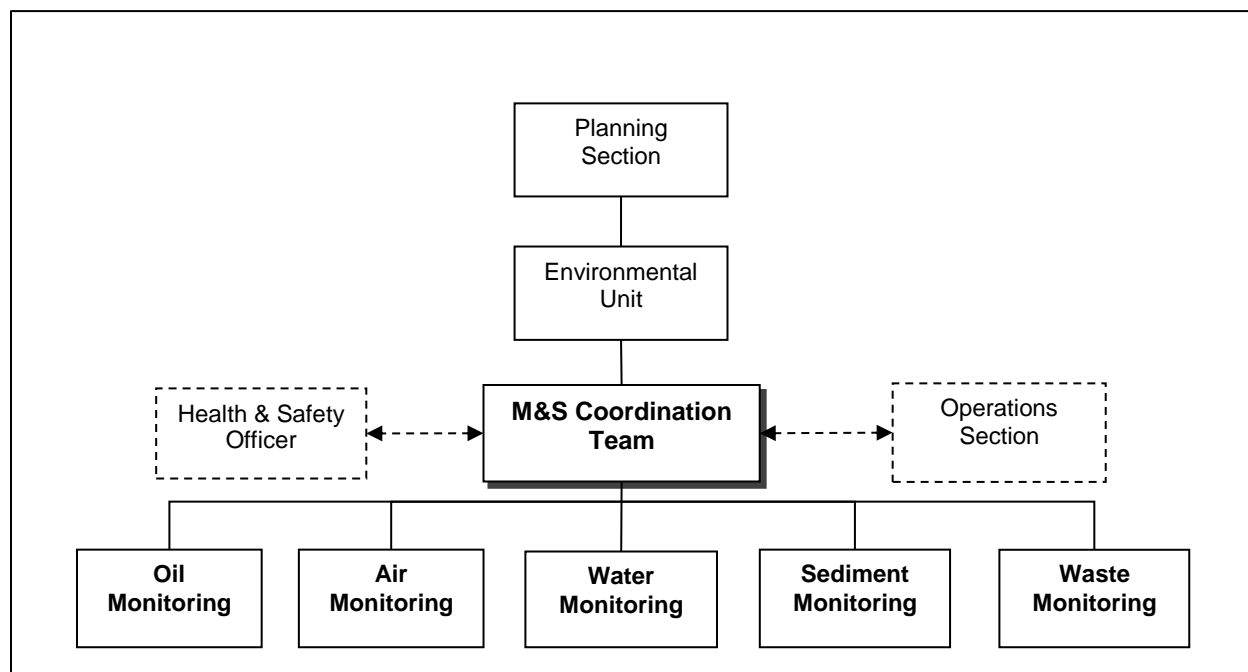 Planning
Section
Environmental
Unit
Health & Safety
Officer
M&S Coordination
Team
Operations
Section
Oil
Monitoring
Air
Monitoring
Water
Monitoring
Sediment
Monitoring
Waste
Monitoring